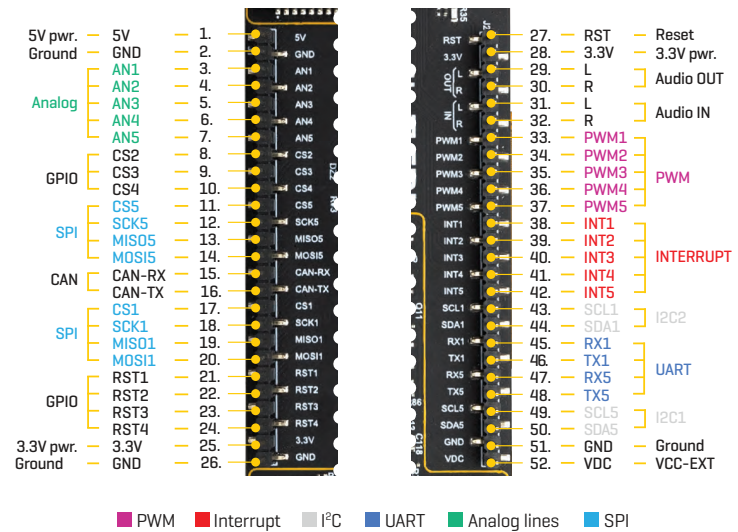 5V pwr. — 5V — 1. 5V
Ground — GND — 2. GND
AN1 — 3. AN1
AN2 — 4. AN2
Analog AN3 — 5. AN3
AN4 — 6. AN4
AN5 — 7. AN5
CS2 — 8. CS2
GPIO CS3 — 9. CS3
CS4 — 10. CS4
CS5 — 11. CS5
SPI SCK5 — 12. SCK5
MISO5 — 13. MISO5
MOSI5 — 14. MOSI5
CAN CAN-RX — 15. CAN-RX
CAN-TX — 16. CAN-TX
CS1 — 17. CS1
SPI SCK1 — 18. SCK1
MISO1 — 19. MISO1
MOSI1 — 20. MOSI1
RST1 — 21. RST1
GPIO RST2 — 22. RST2
RST3 — 23. RST3
RST4 — 24. RST4
3.3V pwr. — 3.3V — 25. 3.3V
Ground — GND — 26. GND
RST 27. — RST — Reset
3.3V 28. — 3.3V — 3.3V pwr.
L 29. — L
OUT R 30. — R Audio OUT
L 31. — L
IN R 32. — R Audio IN
PWM1 33. — PWM1
PWM2 34. — PWM2
PWM3 35. — PWM3 PWM
PWM4 36. — PWM4
PWM5 37. — PWM5
INT1 38. — INT1
INT2 39. — INT2
INT3 40. — INT3 INTERRUPT
INT4 41. — INT4
INT5 42. — INT5
SCL1 43. — SCL1 I2C2
SDA1 44. — SDA1
RX1 45. — RX1
TX1 46. — TX1 UART
RX5 47. — RX5
TX5 48. — TX5
SCL5 49. — SCL5 I2C1
SDA5 50. — SDA5
GND 51. — GND — Ground
VDC 52. — VDC — VCC-EXT
PWM Interrupt I²C UART Analog lines SPI